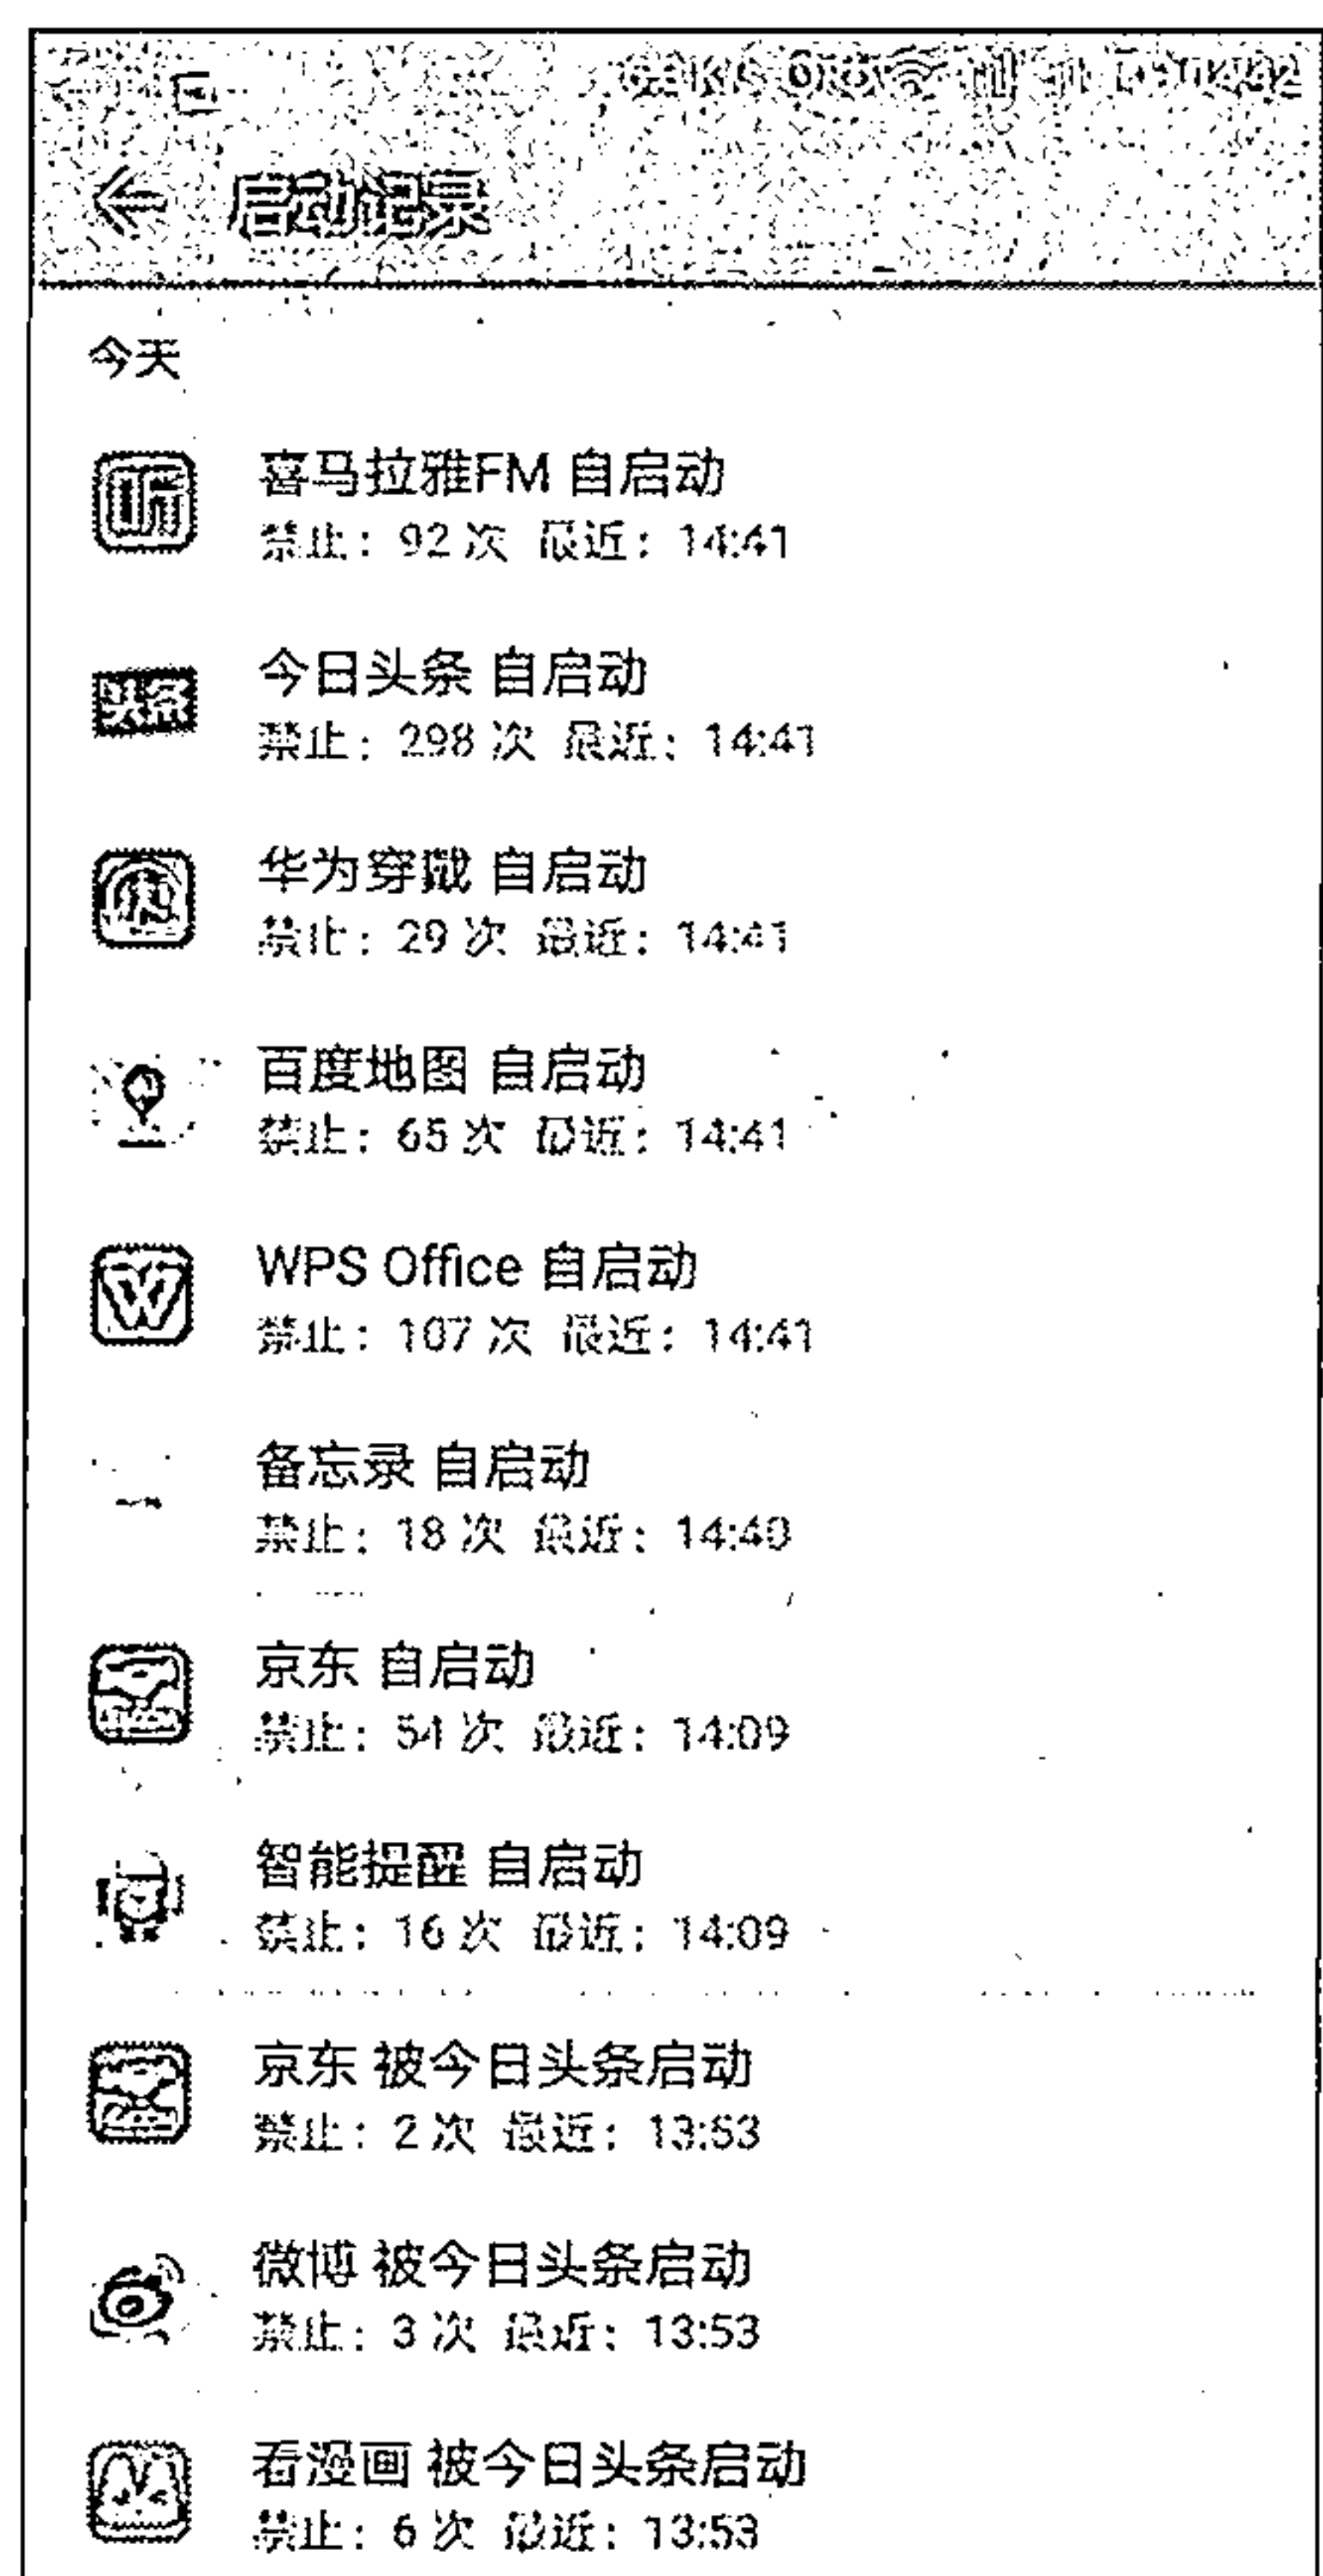 启动记录
今天
听
喜马拉雅FM 自启动
禁止：92 次 最近：14:41
头条
今日头条 自启动
禁止：298 次 最近：14:41
华为穿戴 自启动
禁止：29 次 最近：14:41
百度地图 自启动
禁止：65 次 最近：14:41
W
WPS Office 自启动
禁止：107 次 最近：14:41
备忘录 自启动
禁止：18 次 最近：14:40
京东 自启动
禁止：54 次 最近：14:09
智能提醒 自启动
禁止：16 次 最近：14:09
京东 被今日头条启动
禁止：2 次 最近：13:53
微博 被今日头条启动
禁止：3 次 最近：13:53
看漫画 被今日头条启动
禁止：6 次 最近：13:53